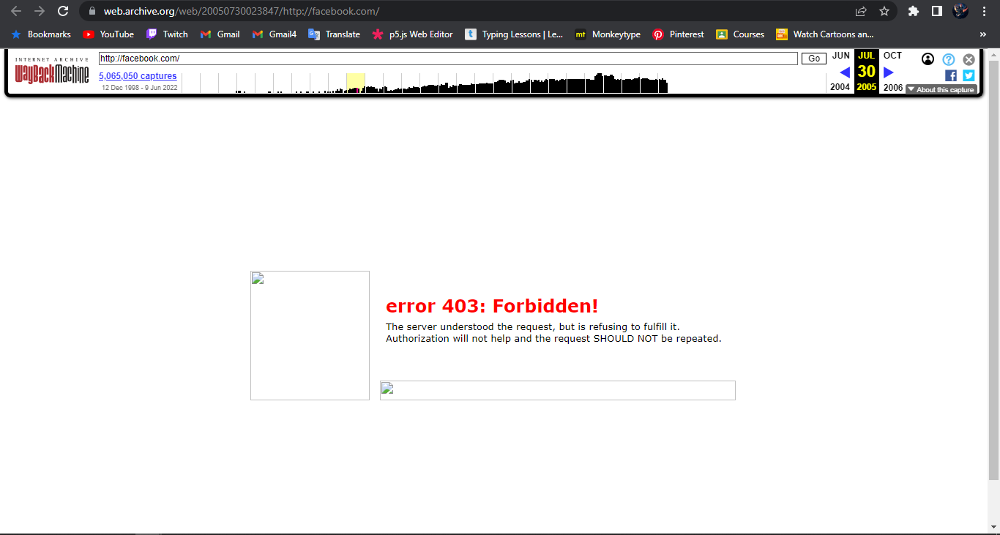 web.archive.org/web/20050730023847/http://facebook.com/
Bookmarks YouTube Twitch Gmail Gmail4 Translate p5.js Web Editor Typing Lessons | Le... Monkeytype Pinterest Courses Watch Cartoons an... »
INTERNET ARCHIVE
WayBackMachine
http://facebook.com/
Go
5,065,050 captures
12 Dec 1998 - 9 Jun 2022
JUN JUL OCT
30
2004 2005 2006
About this capture
error 403: Forbidden!
The server understood the request, but is refusing to fulfill it.
Authorization will not help and the request SHOULD NOT be repeated.